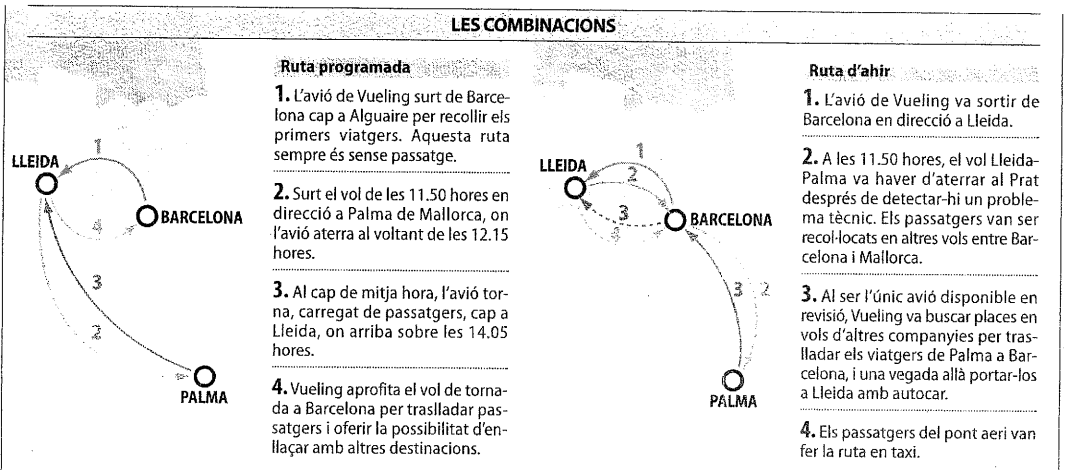 LES COMBINACIONS
Ruta programada
1. L'avió de Vueling surt de Barce-
lona cap a Alguaire per recollir els
primers viatgers. Aquesta ruta
sempre és sense passatge.
2. Surt el vol de les 11.50 hores en
direcció a Palma de Mallorca, on
l'avió aterra al voltant de les 12.15
hores.
3. Al cap de mitja hora, l'avió tor-
na, carregat de passatgers, cap a
Lleida, on arriba sobre les 14.05
hores.
4. Vueling aprofita el vol de torna-
da a Barcelona per traslladar pas-
satgers i oferir la possibilitat d'en-
llaçar amb altres destinacions.
LLEIDA
1
BARCELONA
4
3
2
PALMA
Ruta d'ahir
1. L'avió de Vueling va sortir de
Barcelona en direcció a Lleida.
2. A les 11.50 hores, el vol Lleida-
Palma va haver d'aterrar al Prat
després de detectar-hi un proble-
ma tècnic. Els passatgers van ser
recol·locats en altres vols entre Bar-
celona i Mallorca.
3. Al ser l'únic avió disponible en
revisió, Vueling va buscar places en
vols d'altres companyies per tras-
lladar els viatgers de Palma a Bar-
celona, i una vegada allà portar-los
a Lleida amb autocar.
4. Els passatgers del pont aeri van
fer la ruta en taxi.
LLEIDA
1
2
3
4
BARCELONA
3 2
PALMA